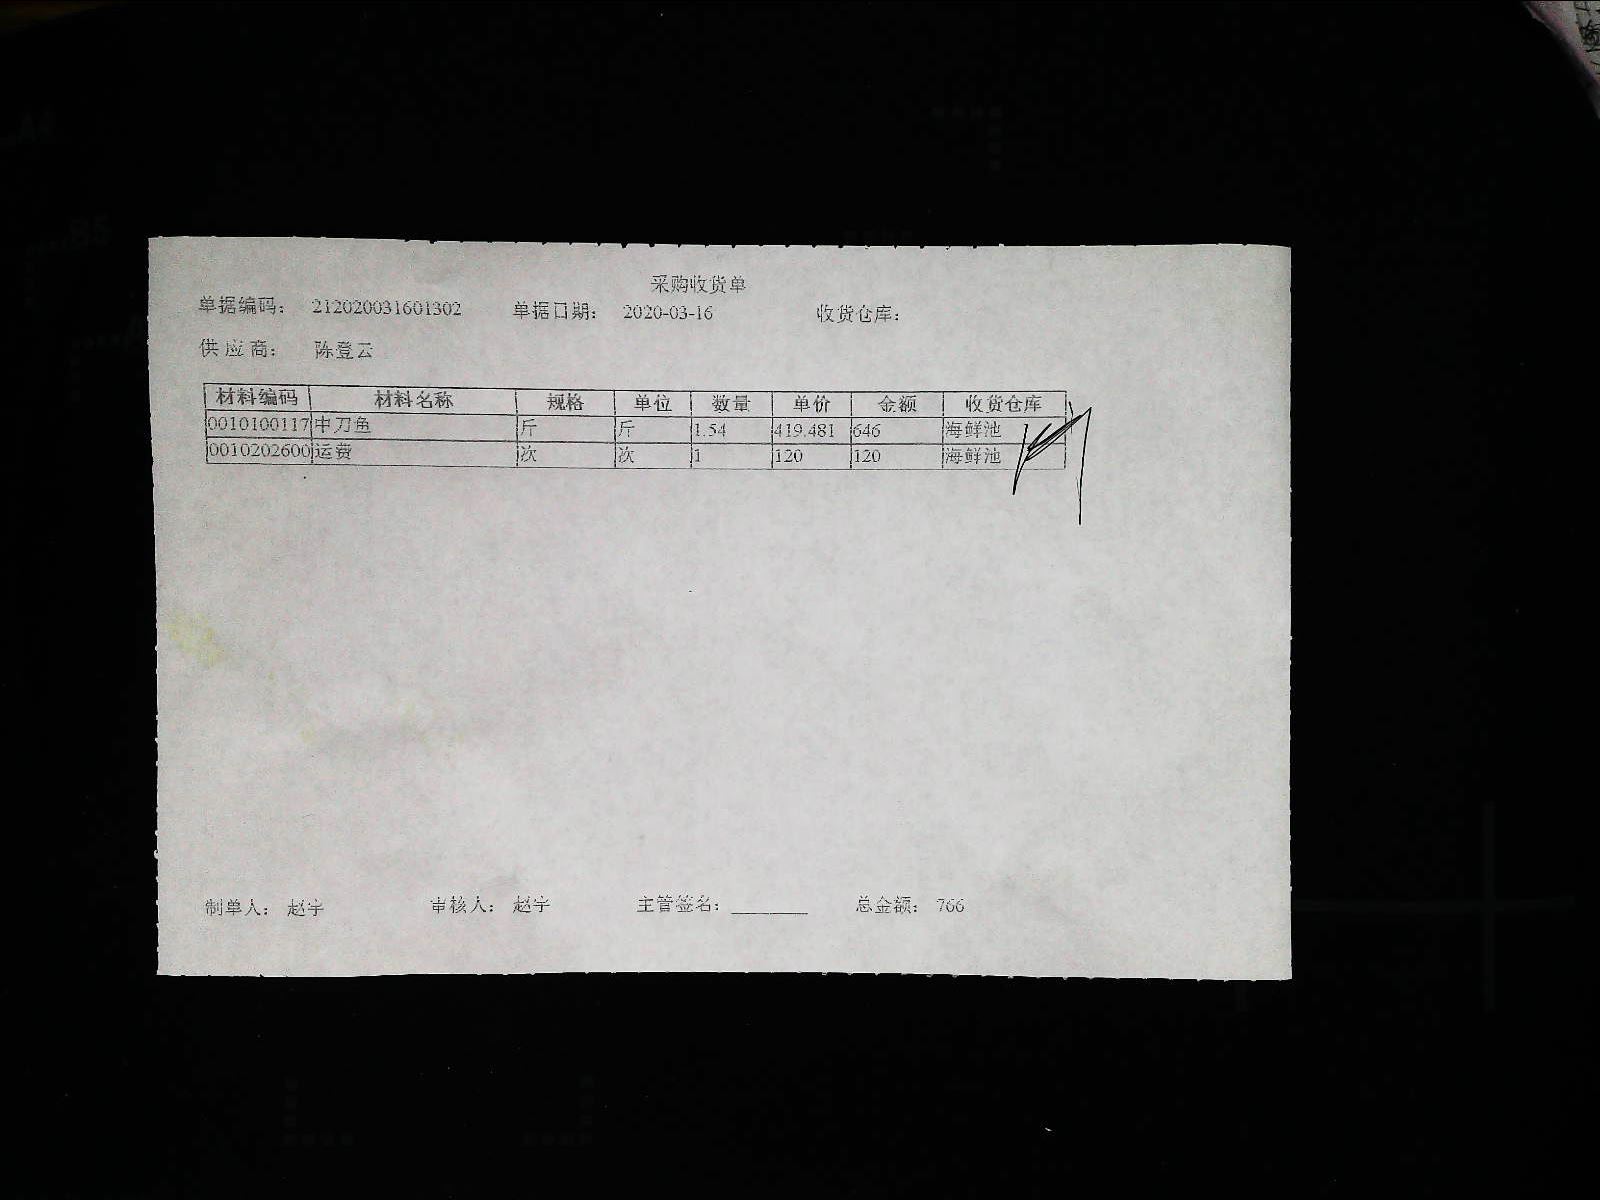 采购收货单
单据编码： 212020031601302 单据日期： 2020-03-16 收货仓库：
供应商： 陈登云
材料编码 材料名称 规格 单位 数量 单价 金额 收货仓库
0010100117 中刀鱼 斤 斤 1.54 419.481 646 海鲜池
0010202600 运费 次 次 1 120 120 海鲜池
制单人： 赵宇 审核人： 赵宇 主管签名： 总金额： 766